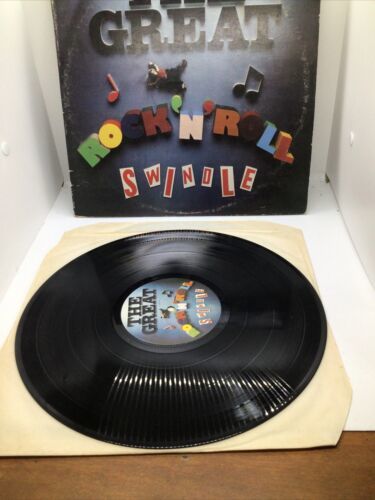 THE
GREAT
ROCK'N'ROLL
SWINDLE
THE
GREAT